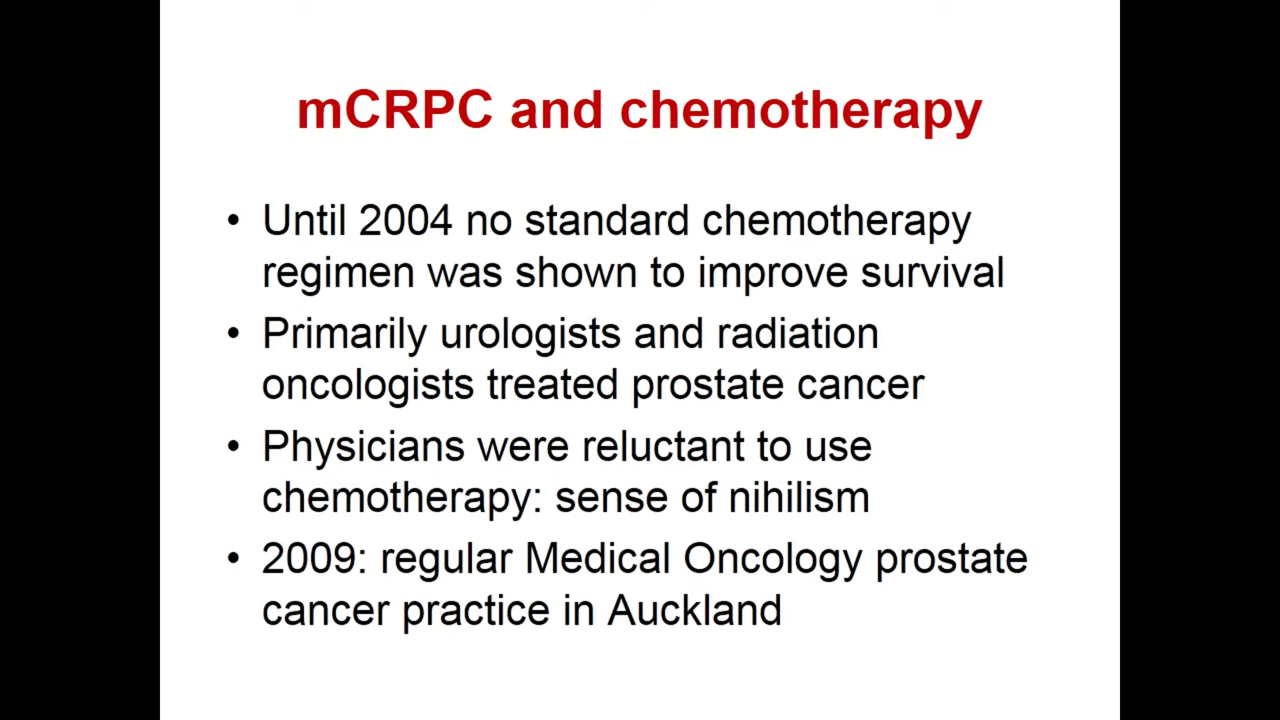 mCRPC and chemotherapy
• Until 2004 no standard chemotherapy
regimen was shown to improve survival
• Primarily urologists and radiation
oncologists treated prostate cancer
• Physicians were reluctant to use
chemotherapy: sense of nihilism
• 2009: regular Medical Oncology prostate
cancer practice in Auckland